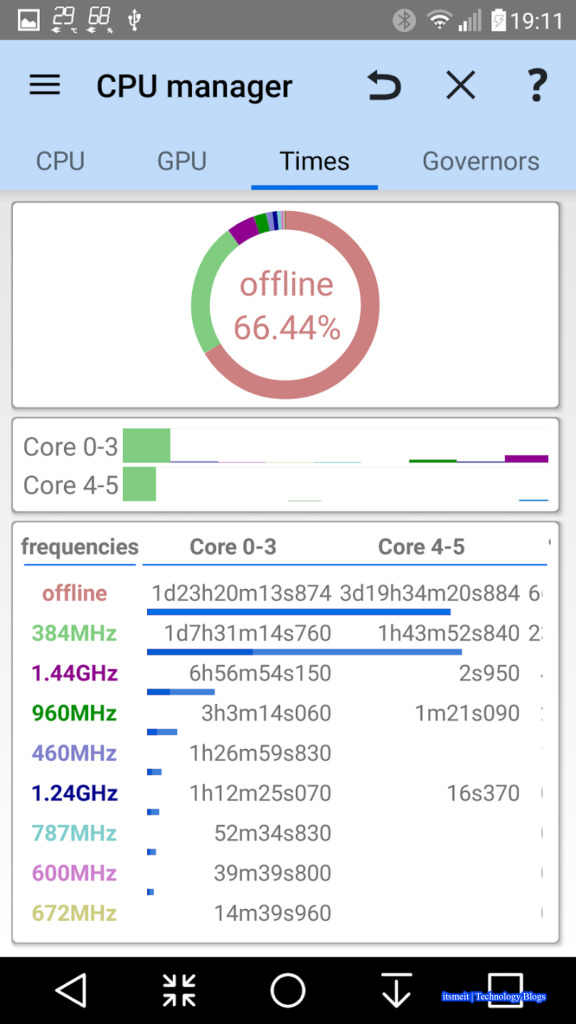 29 °C 68 % 19:11
CPU manager ?
CPU GPU Times Governors
offline
66.44%
Core 0-3
Core 4-5
frequencies Core 0-3 Core 4-5
offline 1d23h20m13s874 3d19h34m20s884
384MHz 1d7h31m14s760 1h43m52s840
1.44GHz 6h56m54s150 2s950
960MHz 3h3m14s060 1m21s090
460MHz 1h26m59s830
1.24GHz 1h12m25s070 16s370
787MHz 52m34s830
600MHz 39m39s800
672MHz 14m39s960
itsmeit | Technology Blogs